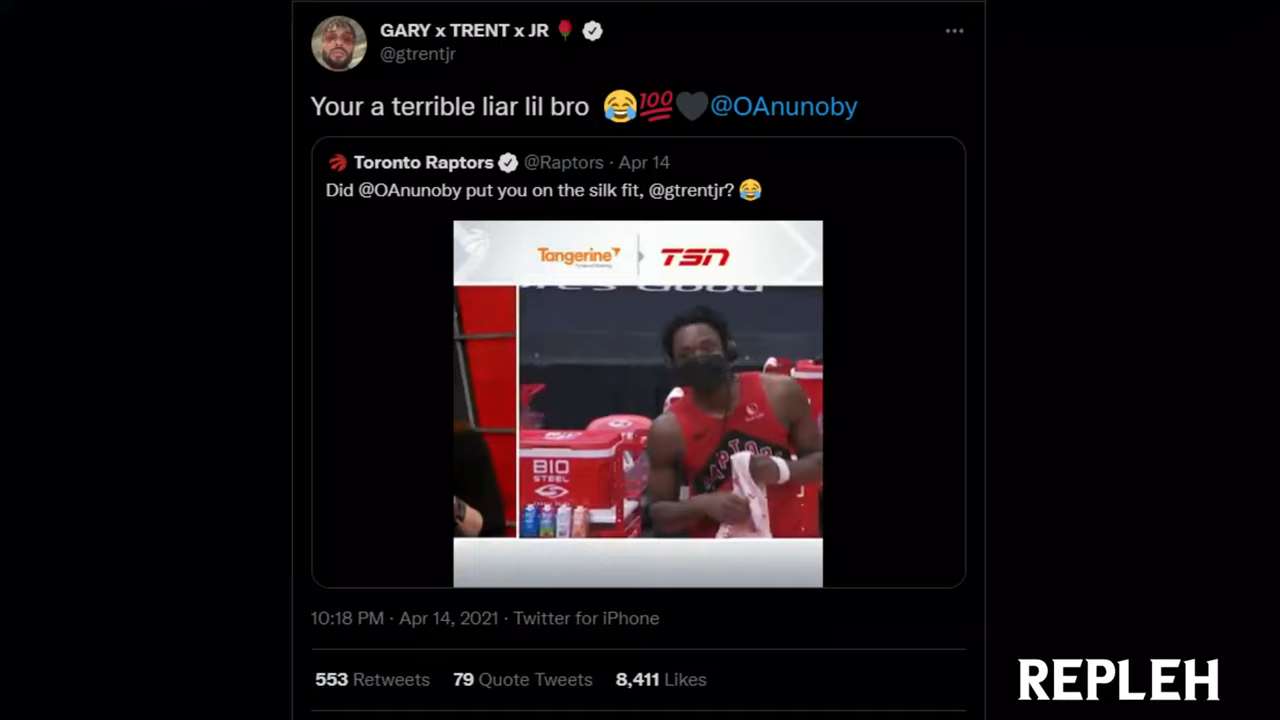 GARY x TRENT x JR 🌹
@gtrentjr
Your a terrible liar lil bro 😂💯🖤@OAnunoby
Toronto Raptors @Raptors · Apr 14
Did @OAnunoby put you on the silk fit, @gtrentjr? 😂
Tangerine TSN
BIO
STEEL
10:18 PM · Apr 14, 2021 · Twitter for iPhone
553 Retweets 79 Quote Tweets 8,411 Likes
REPLEH